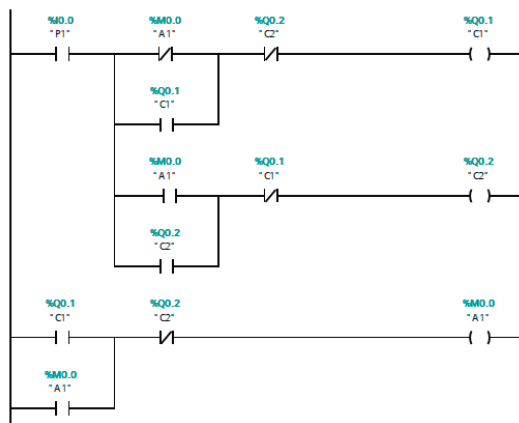 %I0.0 %M0.0 %Q0.2 %Q0.1
"P1" "A1" "C2" "C1"
%Q0.1
"C1"
%M0.0 %Q0.1 %Q0.2
"A1" "C1" "C2"
%Q0.2
"C2"
%Q0.1 %Q0.2 %M0.0
"C1" "C2" "A1"
%M0.0
"A1"